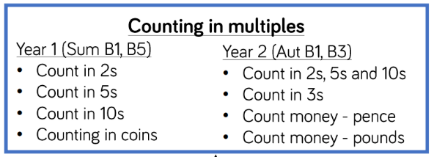 Counting in multiples
Year 1 (Sum B1, B5)
• Count in 2s
• Count in 5s
• Count in 10s
• Counting in coins
Year 2 (Aut B1, B3)
• Count in 2s, 5s and 10s
• Count in 3s
• Count money - pence
• Count money - pounds